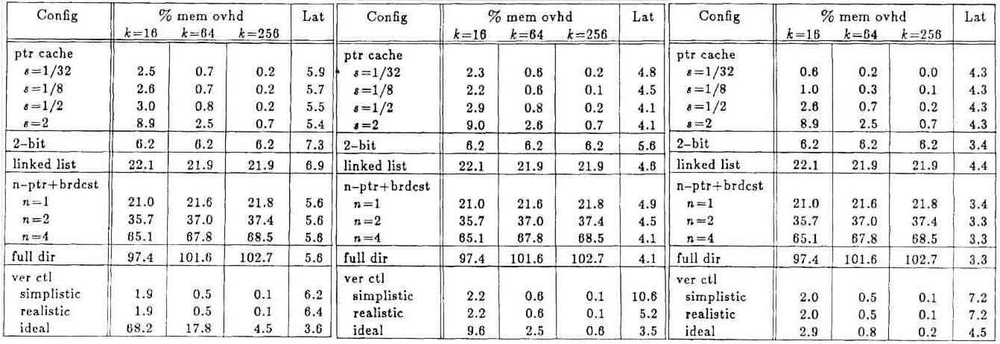 Config % mem ovhd Lat
k=16 k=64 k=256
ptr cache
s=1/32 2.5 0.7 0.2 5.9
s=1/8 2.6 0.7 0.2 5.7
s=1/2 3.0 0.8 0.2 5.5
s=2 8.9 2.5 0.7 5.4
2-bit 6.2 6.2 6.2 7.3
linked list 22.1 21.9 21.9 6.9
n-ptr+brdcst
n=1 21.0 21.6 21.8 5.6
n=2 35.7 37.0 37.4 5.6
n=4 65.1 67.8 68.5 5.6
full dir 97.4 101.6 102.7 5.6
ver ctl
simplistic 1.9 0.5 0.1 6.2
realistic 1.9 0.5 0.1 6.4
ideal 68.2 17.8 4.5 3.6
Config % mem ovhd Lat
k=16 k=64 k=256
ptr cache
s=1/32 2.3 0.6 0.2 4.8
s=1/8 2.2 0.6 0.1 4.5
s=1/2 2.9 0.8 0.2 4.1
s=2 9.0 2.6 0.7 4.1
2-bit 6.2 6.2 6.2 5.6
linked list 22.1 21.9 21.9 4.6
n-ptr+brdcst
n=1 21.0 21.6 21.8 4.9
n=2 35.7 37.0 37.4 4.5
n=4 65.1 67.8 68.5 4.1
full dir 97.4 101.6 102.7 4.1
ver ctl
simplistic 2.2 0.6 0.1 10.6
realistic 2.2 0.6 0.1 5.2
ideal 9.6 2.5 0.6 3.5
Config % mem ovhd Lat
k=16 k=64 k=256
ptr cache
s=1/32 0.6 0.2 0.0 4.3
s=1/8 1.0 0.3 0.1 4.3
s=1/2 2.6 0.7 0.2 4.3
s=2 8.9 2.5 0.7 4.3
2-bit 6.2 6.2 6.2 3.4
linked list 22.1 21.9 21.9 4.4
n-ptr+brdcst
n=1 21.0 21.6 21.8 3.4
n=2 35.7 37.0 37.4 3.3
n=4 65.1 67.8 68.5 3.3
full dir 97.4 101.6 102.7 3.3
ver ctl
simplistic 2.0 0.5 0.1 7.2
realistic 2.0 0.5 0.1 7.2
ideal 2.9 0.8 0.2 4.5